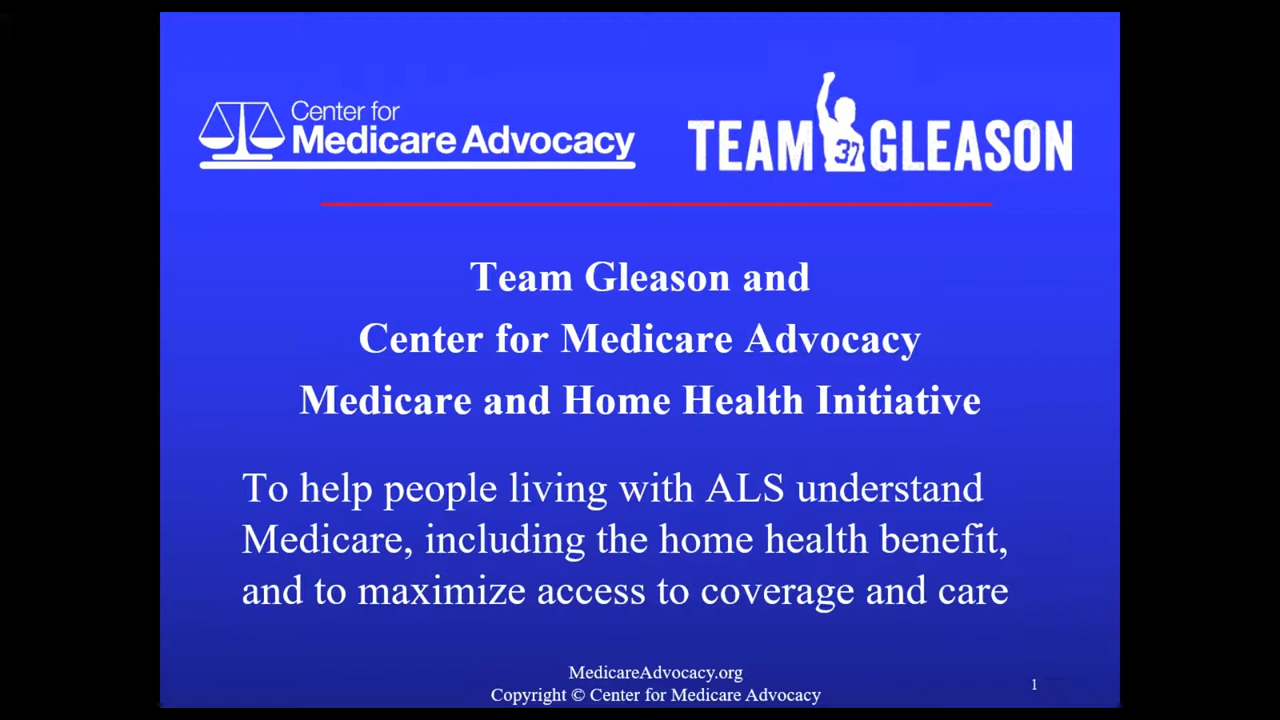 Center for
Medicare Advocacy
TEAM 37 GLEASON
Team Gleason and
Center for Medicare Advocacy
Medicare and Home Health Initiative
To help people living with ALS understand
Medicare, including the home health benefit,
and to maximize access to coverage and care
MedicareAdvocacy.org
Copyright © Center for Medicare Advocacy
1